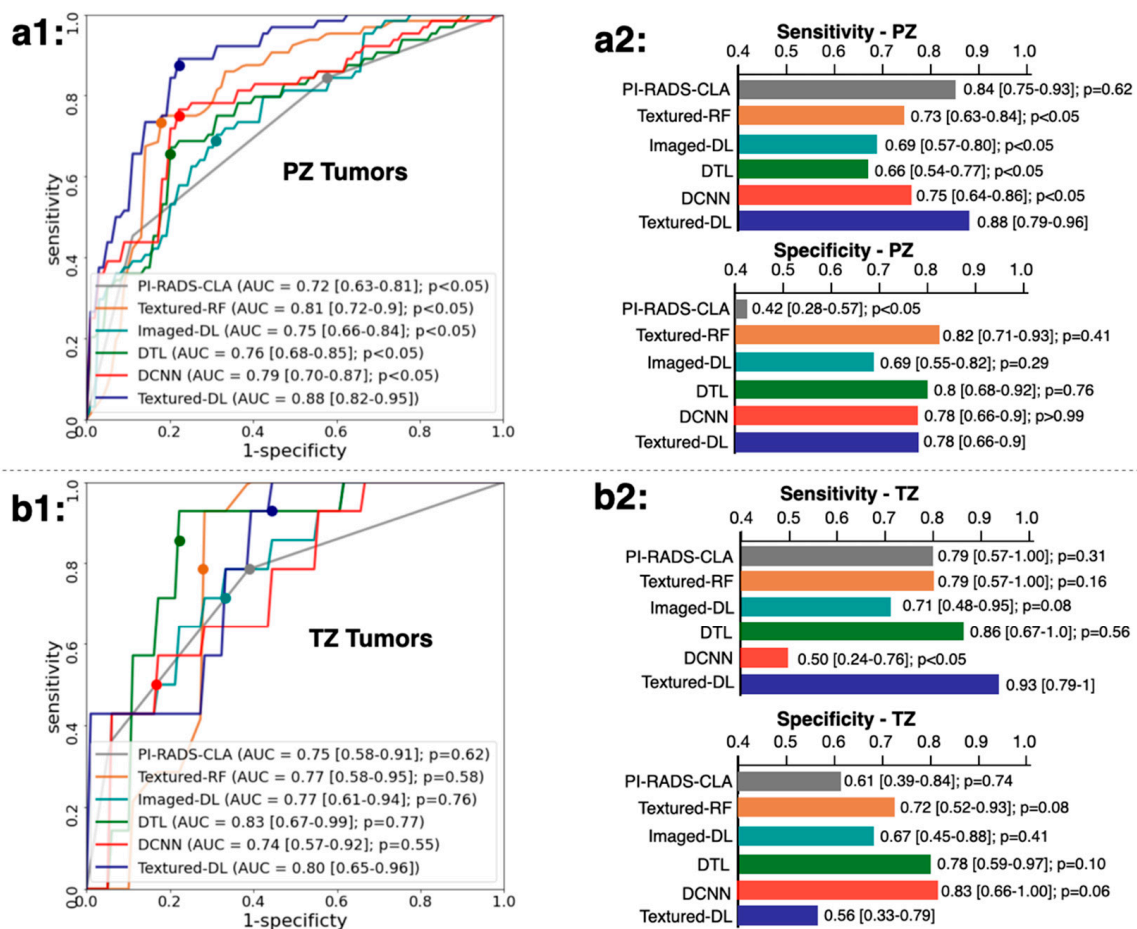 a1:
1.0
0.8
0.6
0.4
0.2
0.0
sensitivity
PZ Tumors
PI-RADS-CLA (AUC = 0.72 [0.63-0.81]; p<0.05)
Textured-RF (AUC = 0.81 [0.72-0.9]; p<0.05)
Imaged-DL (AUC = 0.75 [0.66-0.84]; p<0.05)
DTL (AUC = 0.76 [0.68-0.85]; p<0.05)
DCNN (AUC = 0.79 [0.70-0.87]; p<0.05)
Textured-DL (AUC = 0.88 [0.82-0.95])
0.0 0.2 0.4 0.6 0.8 1.0
1-specificty
a2:
Sensitivity - PZ
0.4 0.5 0.6 0.7 0.8 0.9 1.0
PI-RADS-CLA 0.84 [0.75-0.93; p=0.62
Textured-RF 0.73 [0.63-0.84]; p<0.05
Imaged-DL 0.69 [0.57-0.80]; p<0.05
DTL 0.66 [0.54-0.77]; p<0.05
DCNN 0.75 [0.64-0.86]; p<0.05
Textured-DL 0.88 [0.79-0.96]
Specificity - PZ
0.4 0.5 0.6 0.7 0.8 0.9 1.0
PI-RADS-CLA 0.42 [0.28-0.57]; p<0.05
Textured-RF 0.82 [0.71-0.93]; p=0.41
Imaged-DL 0.69 [0.55-0.82]; p=0.29
DTL 0.8 [0.68-0.92]; p=0.76
DCNN 0.78 [0.66-0.9]; p>0.99
Textured-DL 0.78 [0.66-0.9]
b1:
1.0
0.8
0.6
0.4
0.2
0.0
sensitivity
TZ Tumors
PI-RADS-CLA (AUC = 0.75 [0.58-0.91]; p=0.62)
Textured-RF (AUC = 0.77 [0.58-0.95]; p=0.58)
Imaged-DL (AUC = 0.77 [0.61-0.94]; p=0.76)
DTL (AUC = 0.83 [0.67-0.99]; p=0.77)
DCNN (AUC = 0.74 [0.57-0.92]; p=0.55)
Textured-DL (AUC = 0.80 [0.65-0.96])
0.0 0.2 0.4 0.6 0.8 1.0
1-specificty
b2:
Sensitivity - TZ
0.4 0.5 0.6 0.7 0.8 0.9 1.0
PI-RADS-CLA 0.79 [0.57-1.00]; p=0.31
Textured-RF 0.79 [0.57-1.00]; p=0.16
Imaged-DL 0.71 [0.48-0.95]; p=0.08
DTL 0.86 [0.67-1.0]; p=0.56
DCNN 0.50 [0.24-0.76]; p<0.05
Textured-DL 0.93 [0.79-1]
Specificity - TZ
0.4 0.5 0.6 0.7 0.8 0.9 1.0
PI-RADS-CLA 0.61 [0.39-0.84]; p=0.74
Textured-RF 0.72 [0.52-0.93]; p=0.08
Imaged-DL 0.67 [0.45-0.88]; p=0.41
DTL 0.78 [0.59-0.97]; p=0.10
DCNN 0.83 [0.66-1.00]; p=0.06
Textured-DL 0.56 [0.33-0.79]